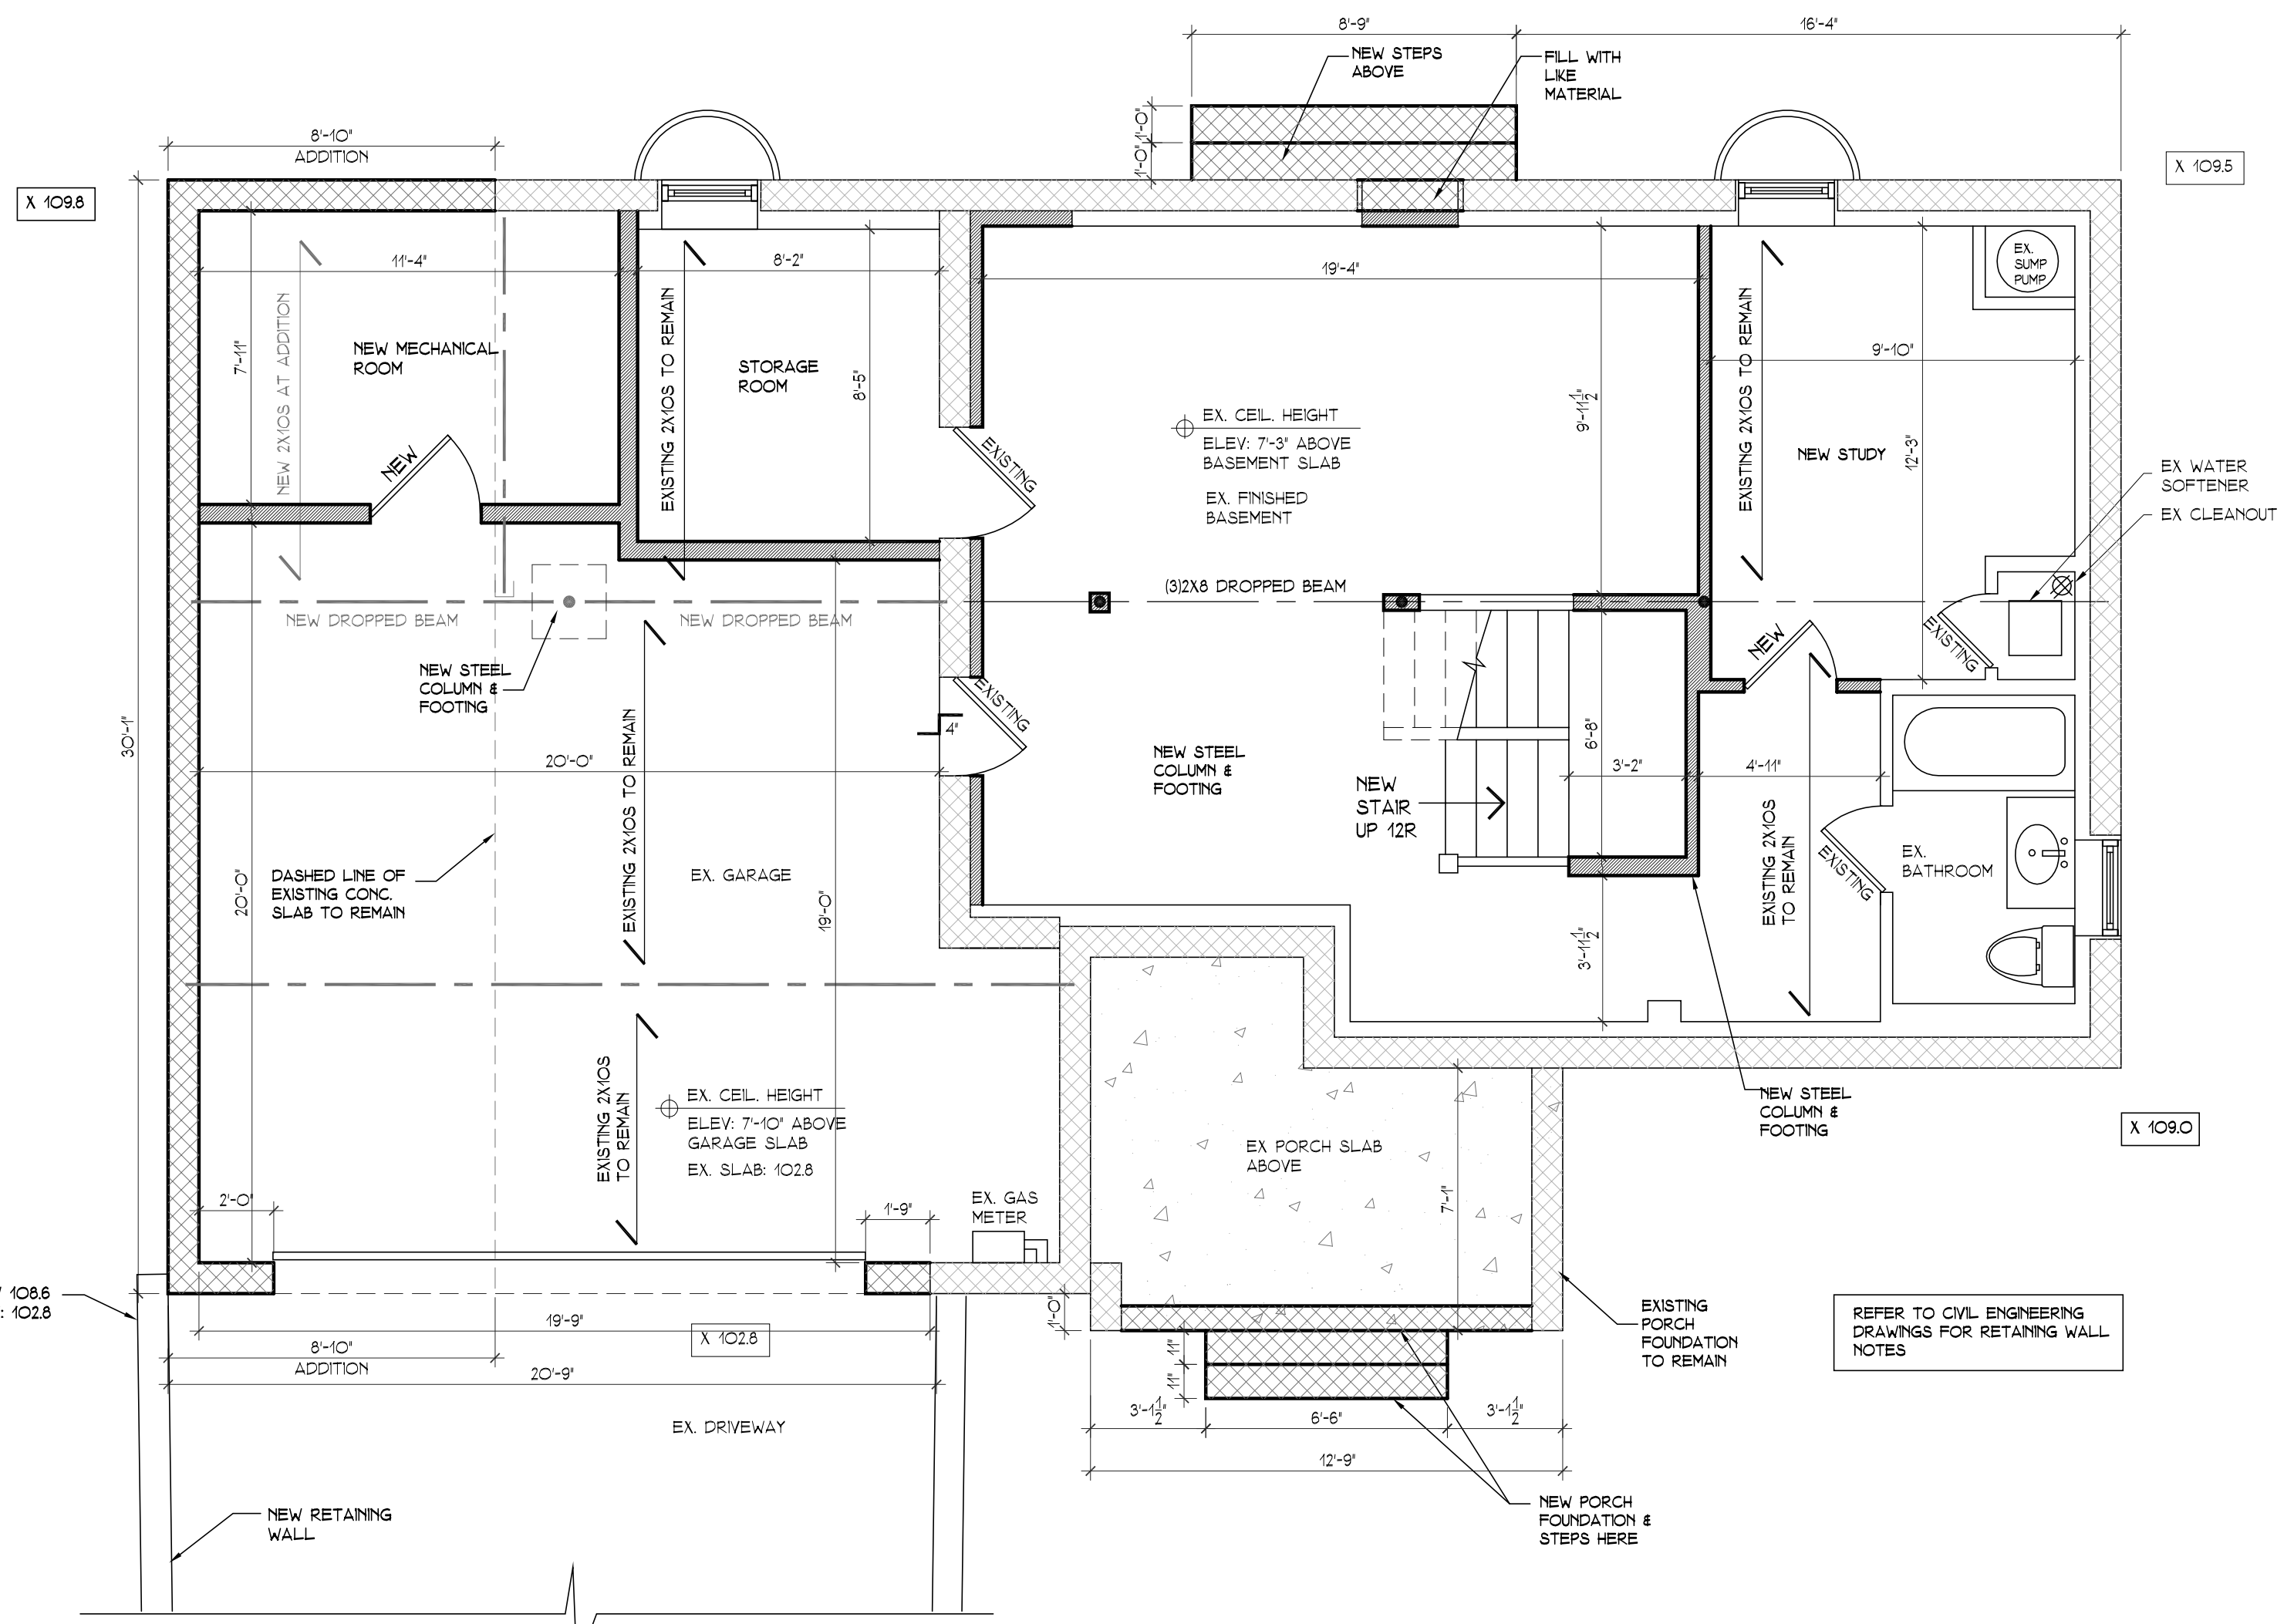 8'-9"
16'-4"
NEW STEPS
ABOVE
FILL WITH
LIKE
MATERIAL
1'-0"
1'-0"
8'-10"
ADDITION
X 109.8
X 109.5
11'-4"
8'-2"
19'-4"
EX.
SUMP
PUMP
7'-11"
NEW 2X10S AT ADDITION
NEW MECHANICAL
ROOM
EXISTING 2X10S TO REMAIN
STORAGE
ROOM
8'-5"
EX. CEIL. HEIGHT
ELEV: 7'-3" ABOVE
BASEMENT SLAB
EX. FINISHED
BASEMENT
9'-11 1/2"
EXISTING 2X10S TO REMAIN
9'-10"
NEW STUDY
12'-3"
EX WATER
SOFTENER
EX CLEANOUT
NEW
EXISTING
(3)2X8 DROPPED BEAM
NEW DROPPED BEAM
NEW DROPPED BEAM
NEW
EXISTING
NEW STEEL
COLUMN &
FOOTING
EXISTING
4"
30'-1"
20'-0"
EXISTING 2X10S TO REMAIN
NEW STEEL
COLUMN &
FOOTING
NEW
STAIR
UP 12R
6'-8"
3'-2"
4'-11"
EXISTING 2X10S
TO REMAIN
EXISTING
EX.
BATHROOM
DASHED LINE OF
EXISTING CONC.
SLAB TO REMAIN
20'-0"
EX. GARAGE
19'-0"
3'-11 1/2"
EXISTING 2X10S
TO REMAIN
EX. CEIL. HEIGHT
ELEV: 7'-10" ABOVE
GARAGE SLAB
EX. SLAB: 102.8
NEW STEEL
COLUMN &
FOOTING
X 109.0
EX PORCH SLAB
ABOVE
7'-1"
2'-0"
1'-9"
EX. GAS
METER
108.6
: 102.8
1'-0"
19'-9"
X 102.8
8'-10"
ADDITION
20'-9"
11"
11"
EXISTING
PORCH
FOUNDATION
TO REMAIN
REFER TO CIVIL ENGINEERING
DRAWINGS FOR RETAINING WALL
NOTES
3'-1 1/2"
6'-6"
3'-1 1/2"
EX. DRIVEWAY
12'-9"
NEW RETAINING
WALL
NEW PORCH
FOUNDATION &
STEPS HERE